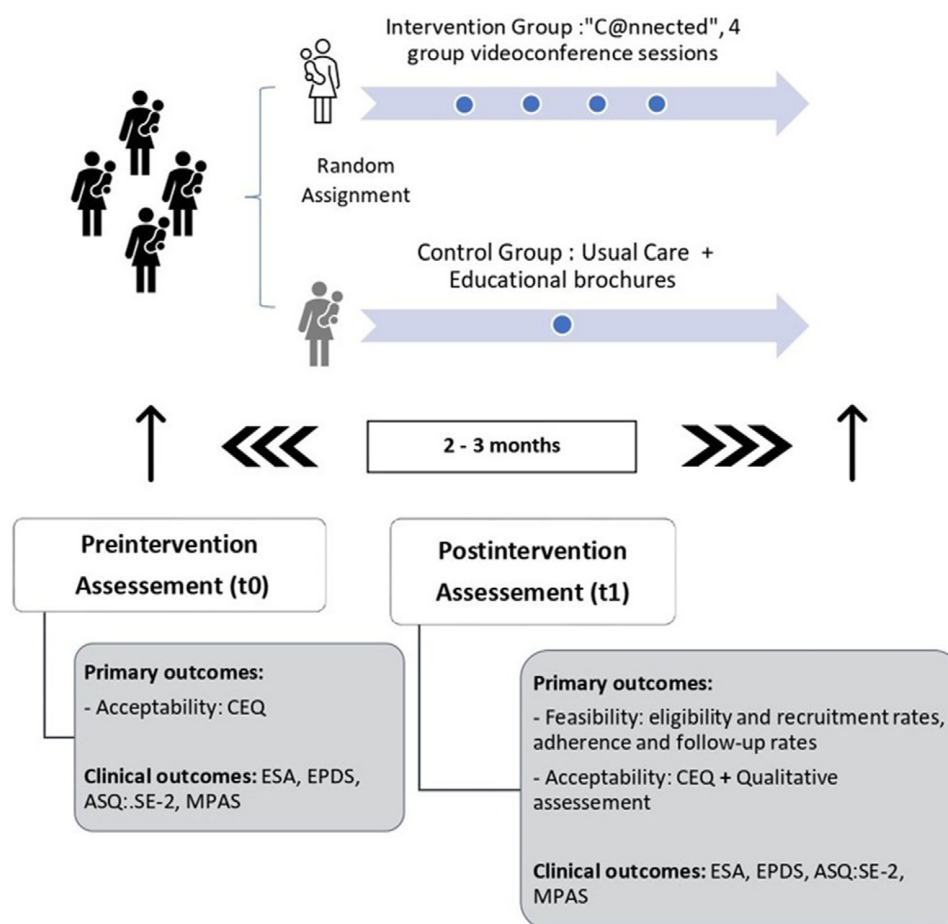 Intervention Group :"C@nnected", 4
group videoconference sessions
Random
Assignment
Control Group : Usual Care +
Educational brochures
2 - 3 months
Preintervention
Assessement (t0)
Postintervention
Assessement (t1)
Primary outcomes:
- Acceptability: CEQ
Clinical outcomes: ESA, EPDS,
ASQ:.SE-2, MPAS
Primary outcomes:
- Feasibility: eligibility and recruitment rates,
adherence and follow-up rates
- Acceptability: CEQ + Qualitative
assessment
Clinical outcomes: ESA, EPDS, ASQ:SE-2,
MPAS